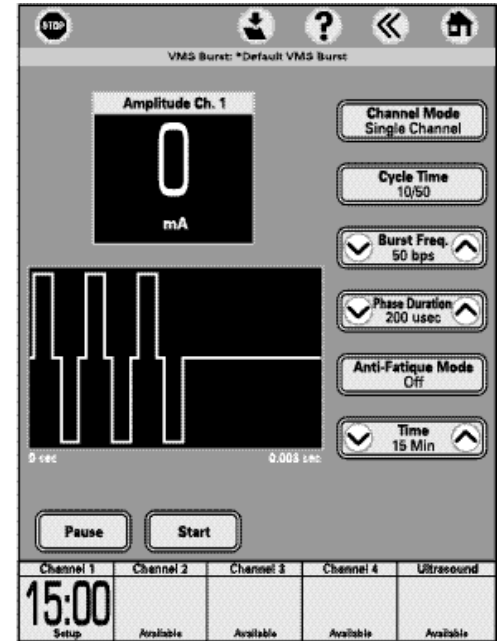 STOP
?
VMS Burst: *Default VMS Burst
Amplitude Ch. 1
0
mA
Channel Mode
Single Channel
Cycle Time
10/50
Burst Freq.
50 bps
Phase Duration
200 usec
Anti-Fatique Mode
Off
Time
15 Min
0 sec
0.003 sec
Pause
Start
Channel 1
Channel 2
Channel 3
Channel 4
Ultrasound
15:00
Setup
Available
Available
Available
Available